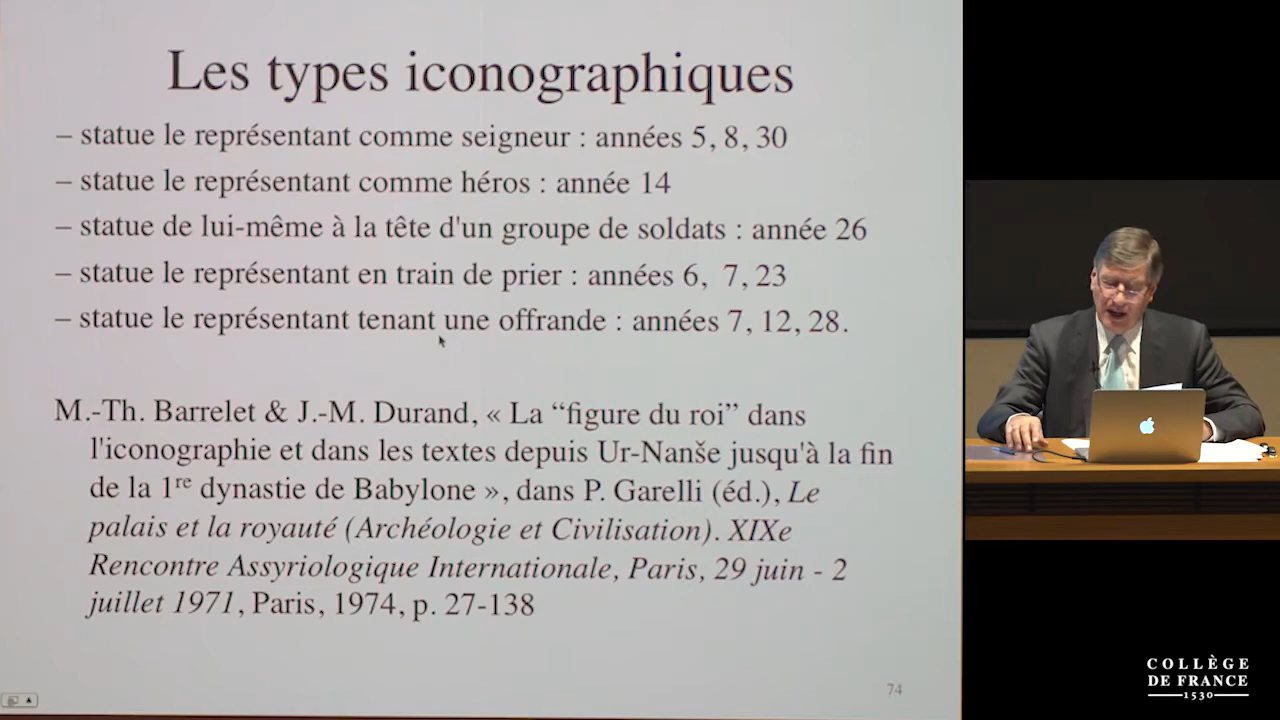 Les types iconographiques
– statue le représentant comme seigneur : années 5, 8, 30
– statue le représentant comme héros : année 14
– statue de lui-même à la tête d'un groupe de soldats : année 26
– statue le représentant en train de prier : années 6, 7, 23
– statue le représentant tenant une offrande : années 7, 12, 28.
M.-Th. Barrelet & J.-M. Durand, « La “figure du roi” dans
l'iconographie et dans les textes depuis Ur-Nanše jusqu'à la fin
de la 1re dynastie de Babylone », dans P. Garelli (éd.), Le
palais et la royauté (Archéologie et Civilisation). XIXe
Rencontre Assyriologique Internationale, Paris, 29 juin - 2
juillet 1971, Paris, 1974, p. 27-138
74
COLLÈGE
DE FRANCE
1530